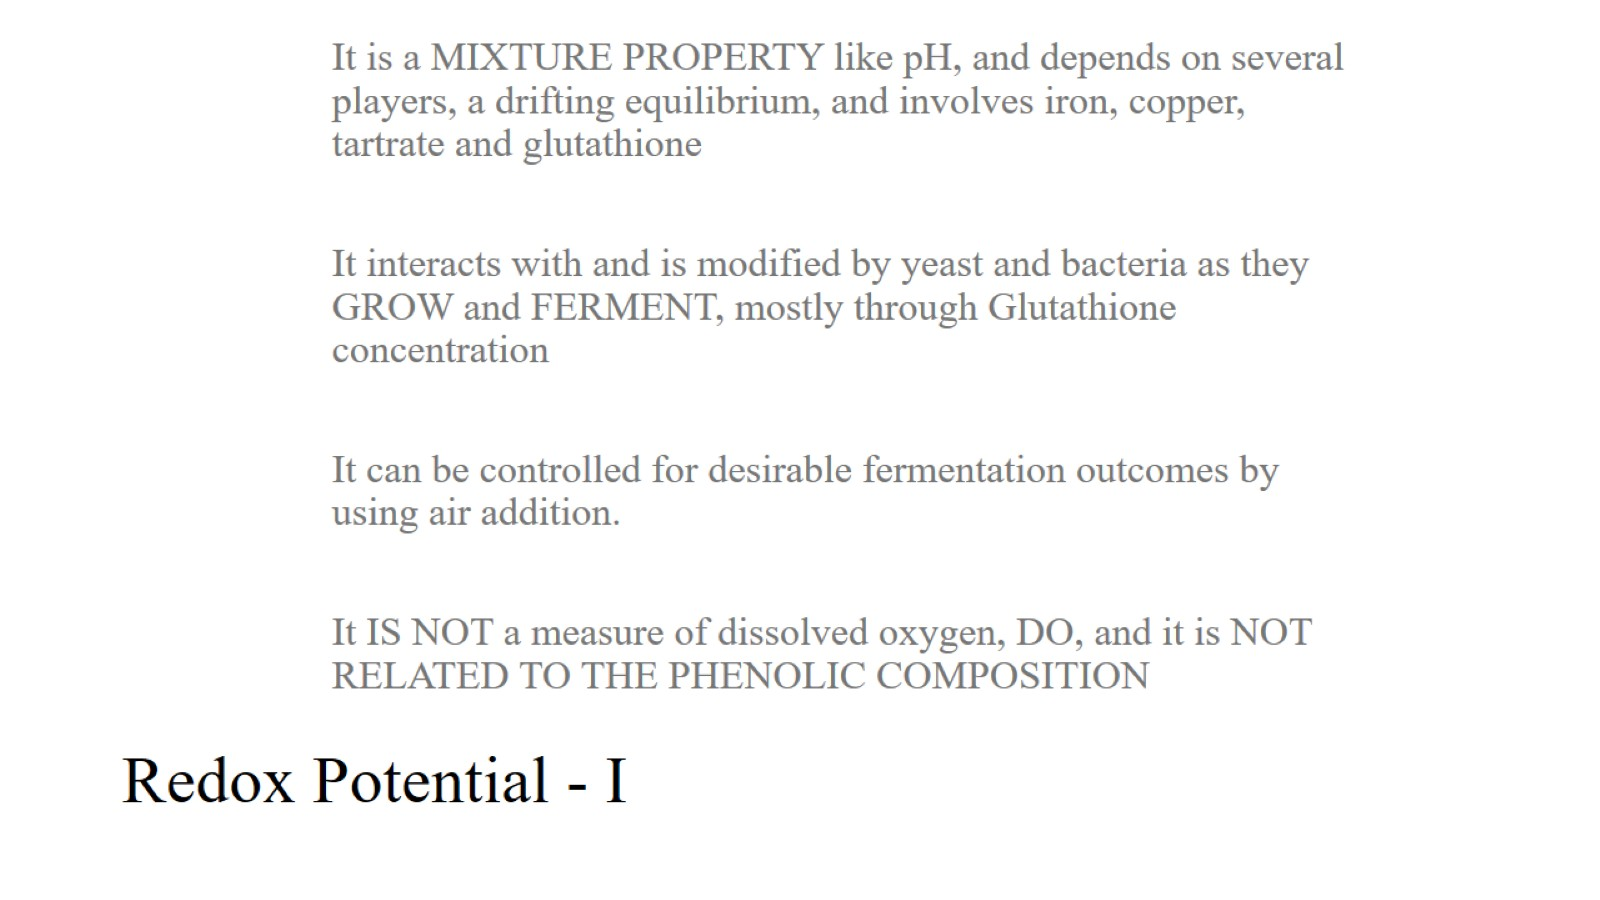 It is a MIXTURE PROPERTY like pH, and depends on several
players, a drifting equilibrium, and involves iron, copper,
tartrate and glutathione
It interacts with and is modified by yeast and bacteria as they
GROW and FERMENT, mostly through Glutathione
concentration
It can be controlled for desirable fermentation outcomes by
using air addition.
It IS NOT a measure of dissolved oxygen, DO, and it is NOT
RELATED TO THE PHENOLIC COMPOSITION
Redox Potential - I